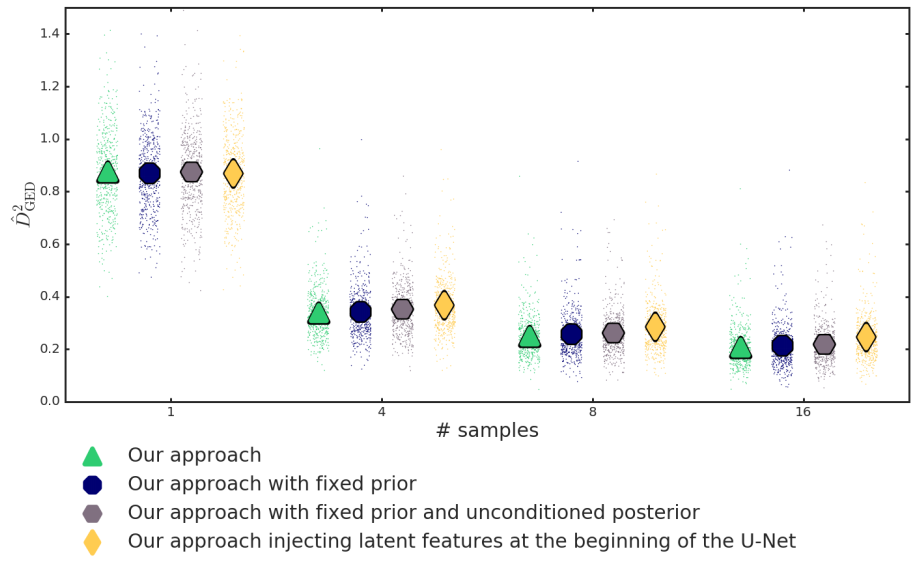 1.4
1.2
1.0
0.8
0.6
0.4
0.2
0.0
D̂²GED
1 4 8 16
# samples
Our approach
Our approach with fixed prior
Our approach with fixed prior and unconditioned posterior
Our approach injecting latent features at the beginning of the U-Net